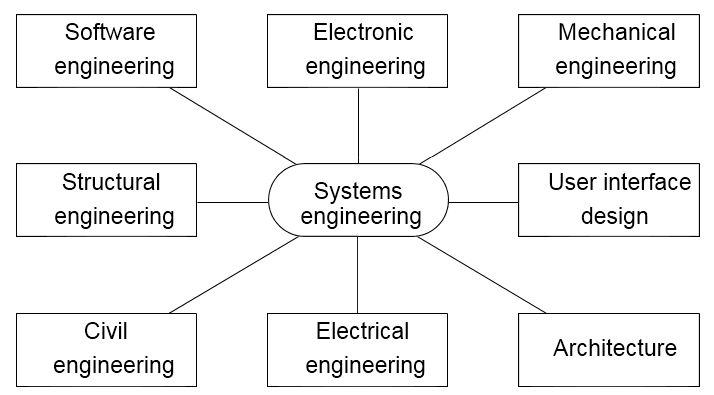 Software
engineering
Electronic
engineering
Mechanical
engineering
Structural
engineering
Systems
engineering
User interface
design
Civil
engineering
Electrical
engineering
Architecture